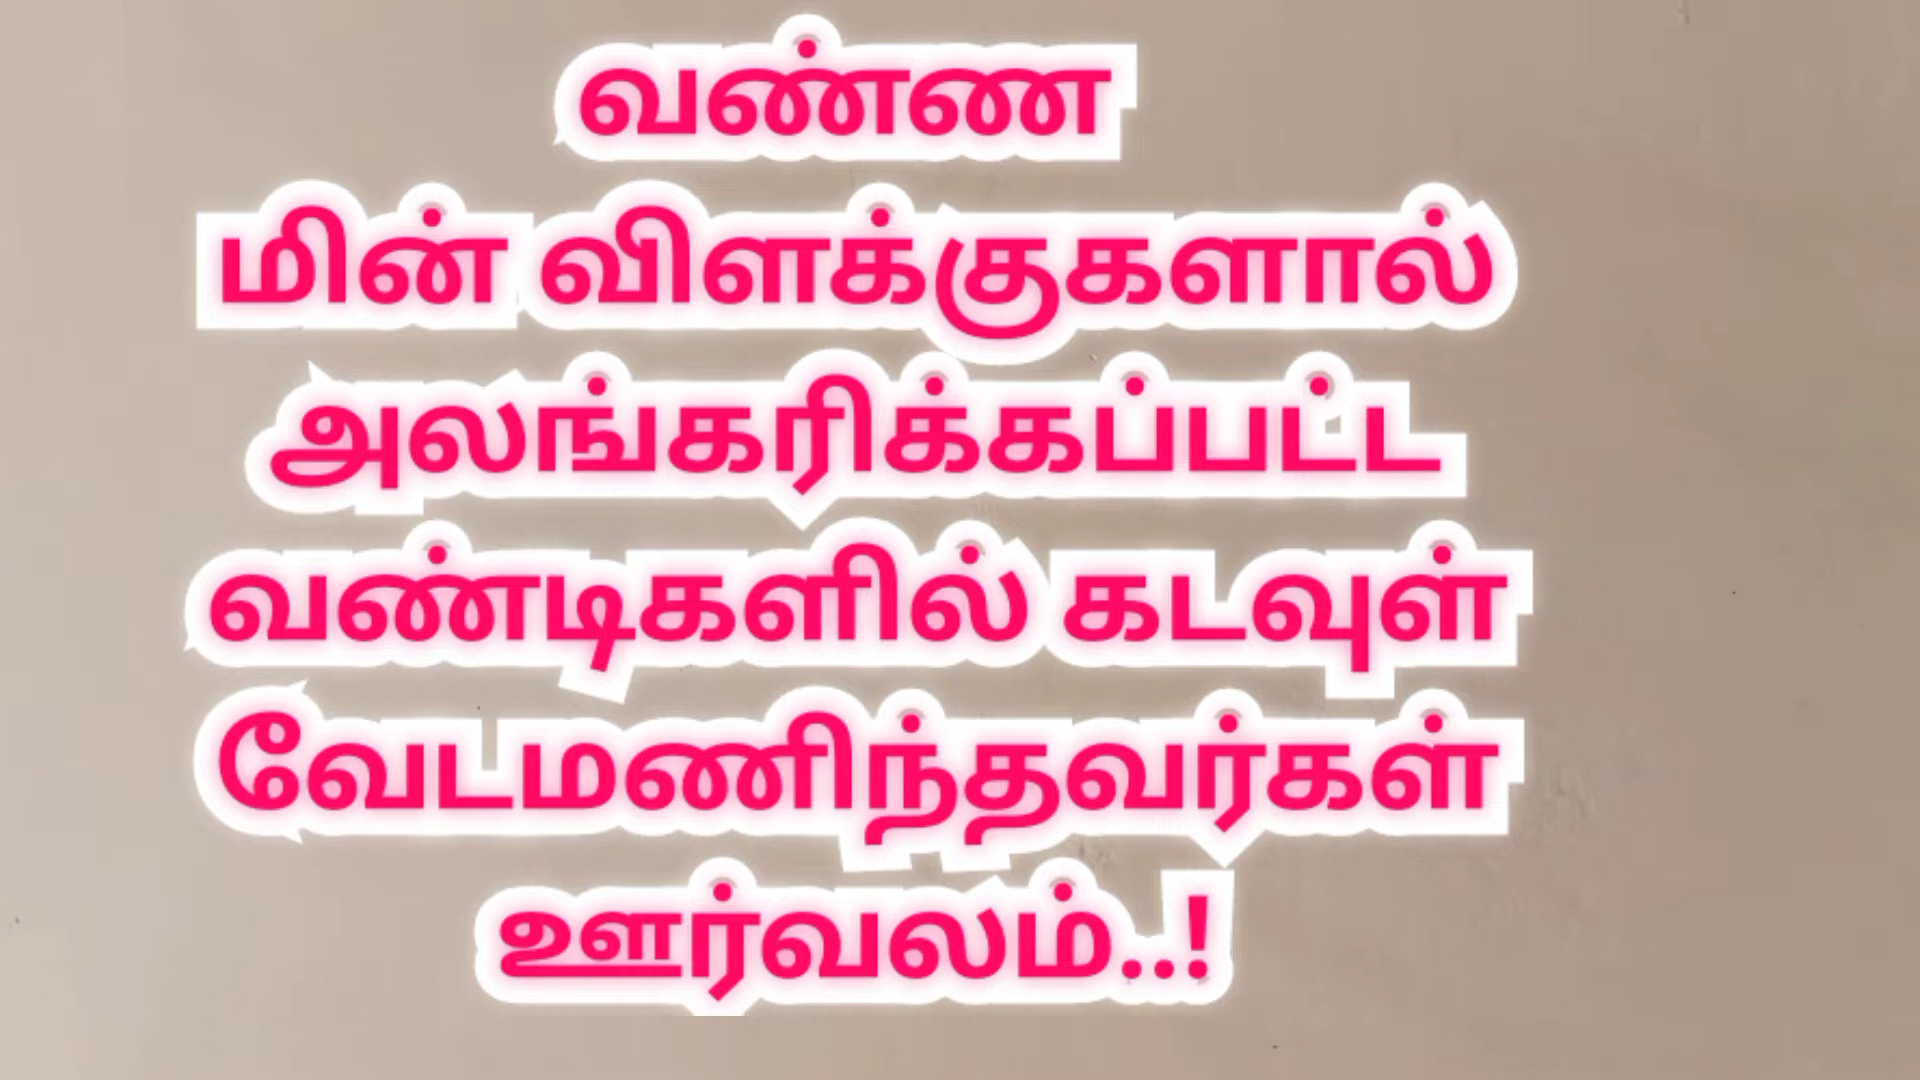 வண்ண
மின் விளக்குகளால்
அலங்கரிக்கப்பட்ட
வண்டிகளில் கடவுள்
வேடமணிந்தவர்கள்
ஊர்வலம்..!